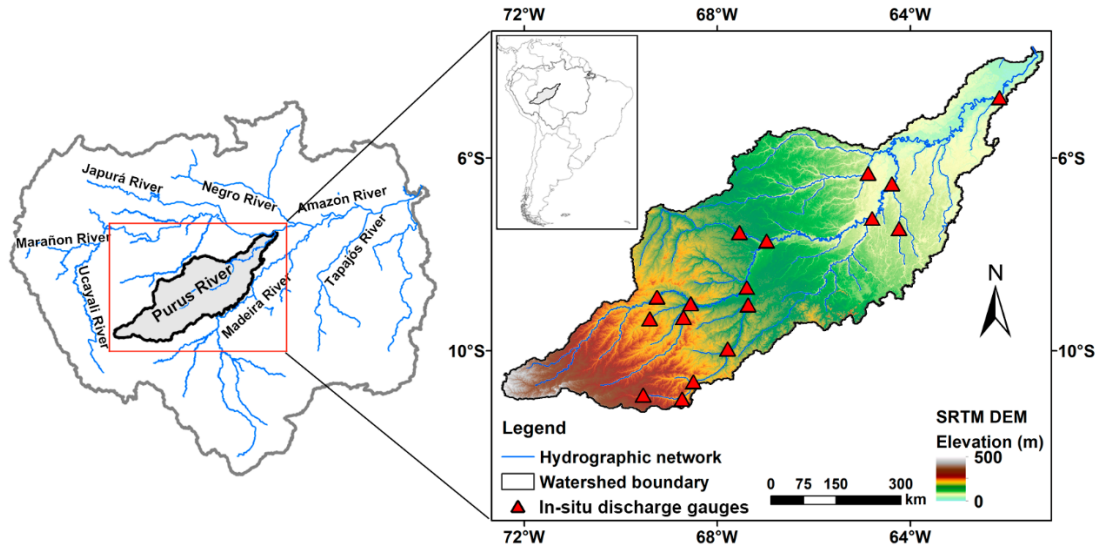 72°W 68°W 64°W
Japurá River
Negro River
Amazon River
Marañon River
Ucayali River
Purus River
Madeira River
Tapajós River
6°S
6°S
10°S
10°S
N
Legend
Hydrographic network
Watershed boundary
In-situ discharge gauges
0 75 150 300
km
SRTM DEM
Elevation (m)
500
0
72°W 68°W 64°W